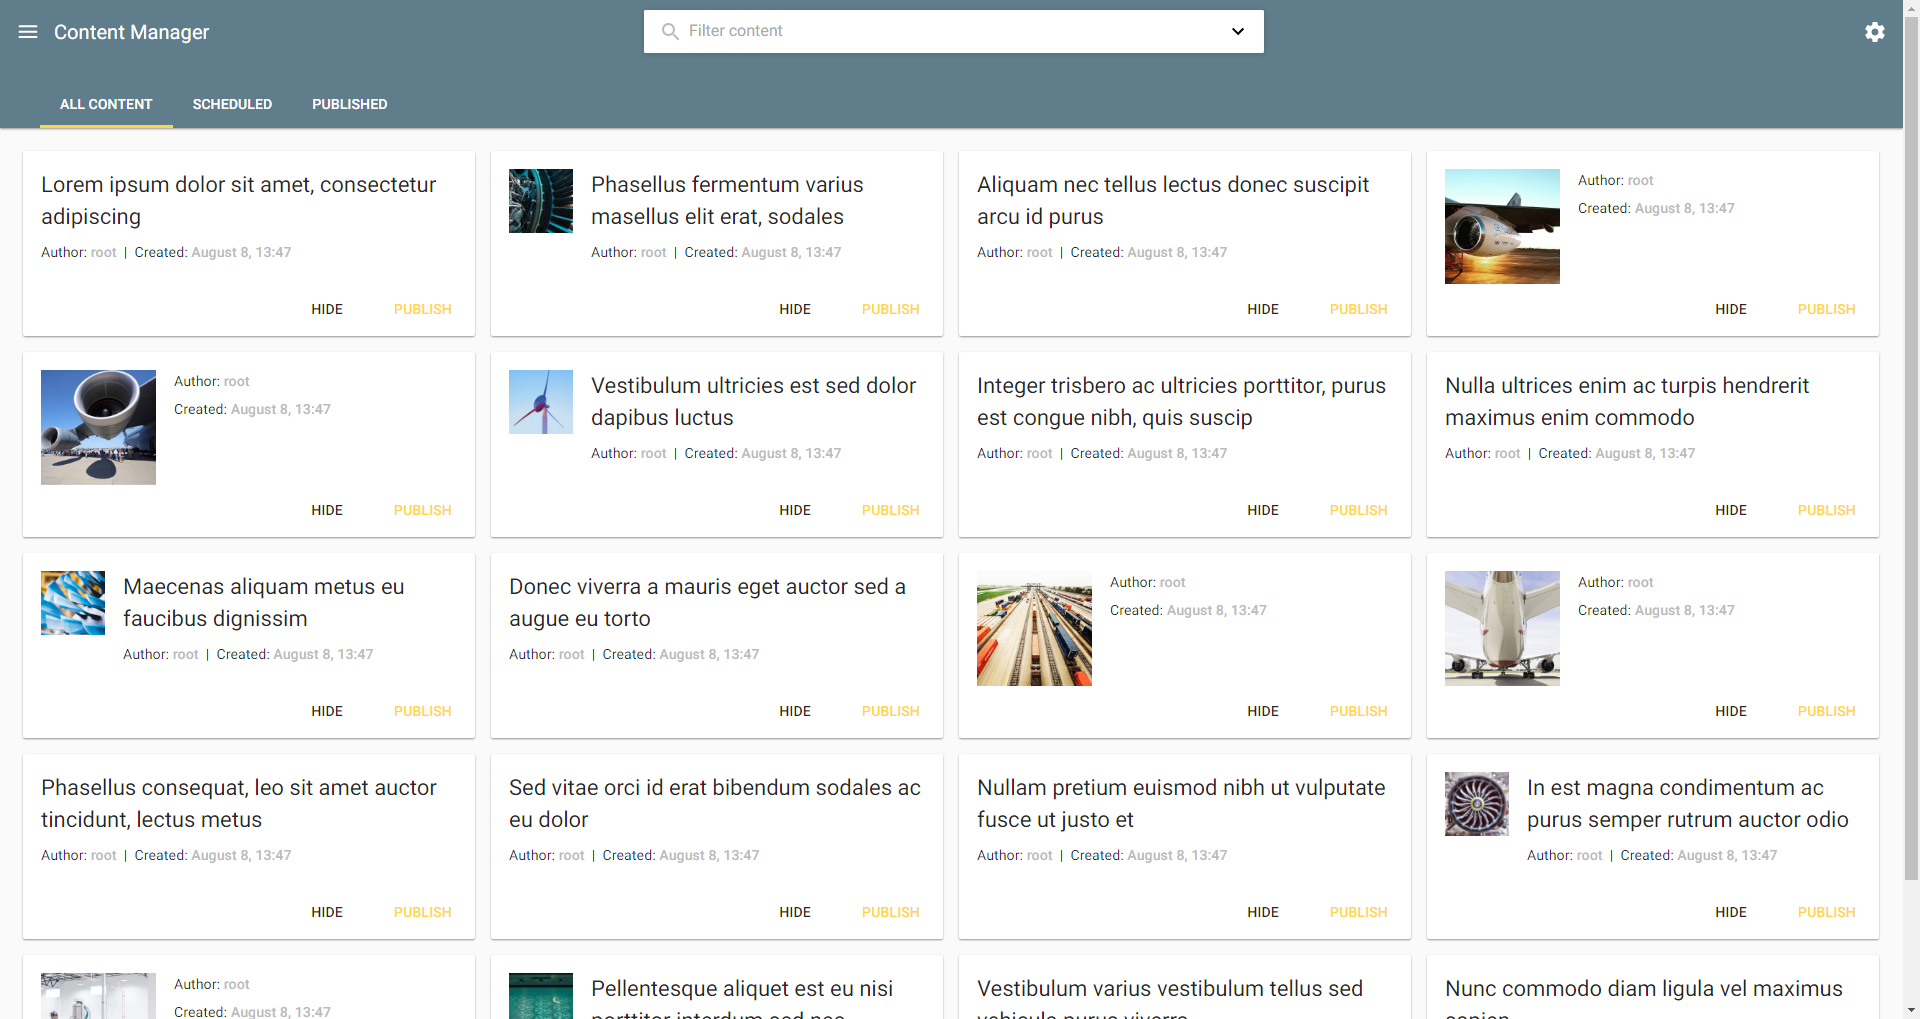 Content Manager
Filter content
ALL CONTENT SCHEDULED PUBLISHED
Lorem ipsum dolor sit amet, consectetur
adipiscing
Author: root | Created: August 8, 13:47
HIDE PUBLISH
Phasellus fermentum varius
masellus elit erat, sodales
Author: root | Created: August 8, 13:47
HIDE PUBLISH
Aliquam nec tellus lectus donec suscipit
arcu id purus
Author: root | Created: August 8, 13:47
HIDE PUBLISH
Author: root
Created: August 8, 13:47
HIDE PUBLISH
Author: root
Created: August 8, 13:47
HIDE PUBLISH
Vestibulum ultricies est sed dolor
dapibus luctus
Author: root | Created: August 8, 13:47
HIDE PUBLISH
Integer trisbero ac ultricies porttitor, purus
est congue nibh, quis suscip
Author: root | Created: August 8, 13:47
HIDE PUBLISH
Nulla ultrices enim ac turpis hendrerit
maximus enim commodo
Author: root | Created: August 8, 13:47
HIDE PUBLISH
Maecenas aliquam metus eu
faucibus dignissim
Author: root | Created: August 8, 13:47
HIDE PUBLISH
Donec viverra a mauris eget auctor sed a
augue eu torto
Author: root | Created: August 8, 13:47
HIDE PUBLISH
Author: root
Created: August 8, 13:47
HIDE PUBLISH
Author: root
Created: August 8, 13:47
HIDE PUBLISH
Phasellus consequat, leo sit amet auctor
tincidunt, lectus metus
Author: root | Created: August 8, 13:47
HIDE PUBLISH
Sed vitae orci id erat bibendum sodales ac
eu dolor
Author: root | Created: August 8, 13:47
HIDE PUBLISH
Nullam pretium euismod nibh ut vulputate
fusce ut justo et
Author: root | Created: August 8, 13:47
HIDE PUBLISH
In est magna condimentum ac
purus semper rutrum auctor odio
Author: root | Created: August 8, 13:47
HIDE PUBLISH
Author: root
Created: August 8, 13:47
Pellentesque aliquet est eu nisi
porttitor interdum sed nec
Vestibulum varius vestibulum tellus sed
vehicula purus viverra
Nunc commodo diam ligula vel maximus
sapien